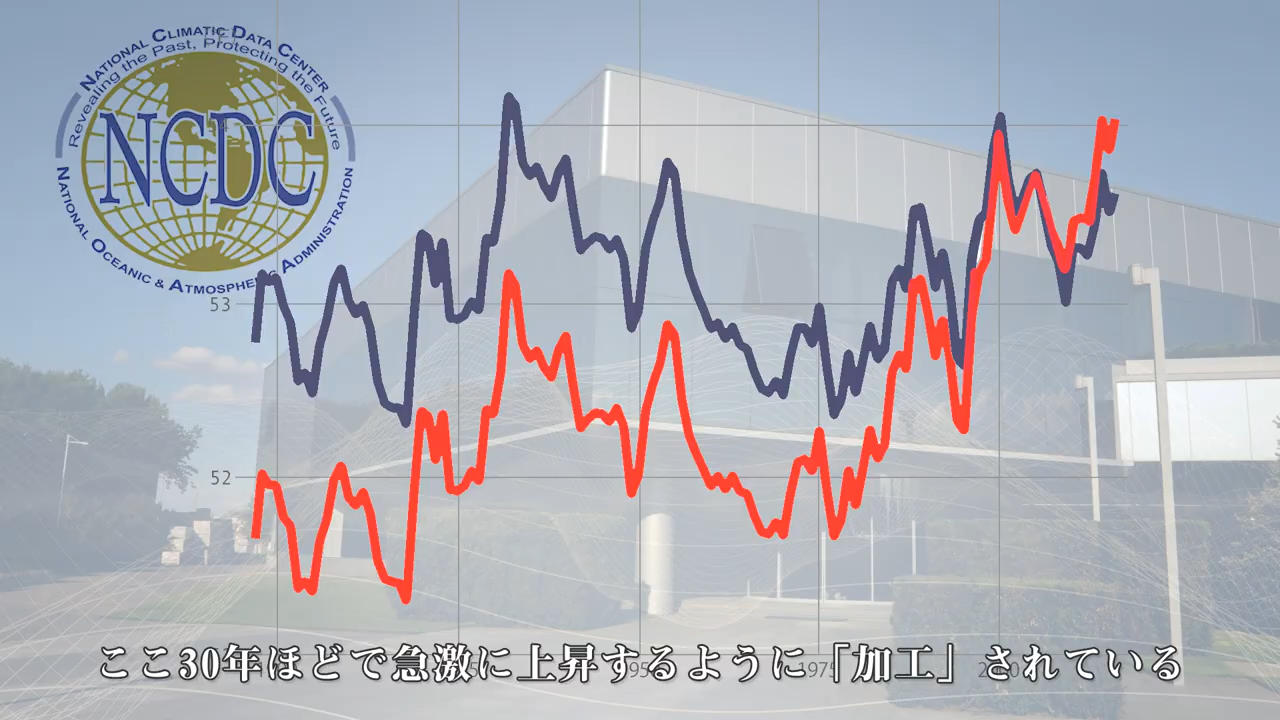 NATIONAL CLIMATIC DATA CENTER
Revealing the Past, Protecting the Future
NCDC
NATIONAL OCEANIC & ATMOSPHERIC ADMINISTRATION
53
52
1975
ここ30年ほどで急激に上昇するように「加工」されている